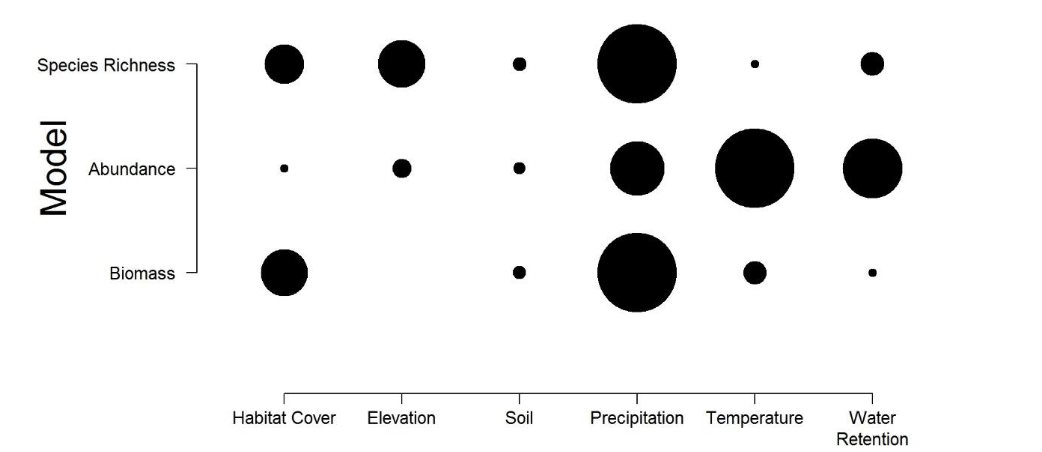 Model
Species Richness
Abundance
Biomass
Habitat Cover
Elevation
Soil
Precipitation
Temperature
Water
Retention